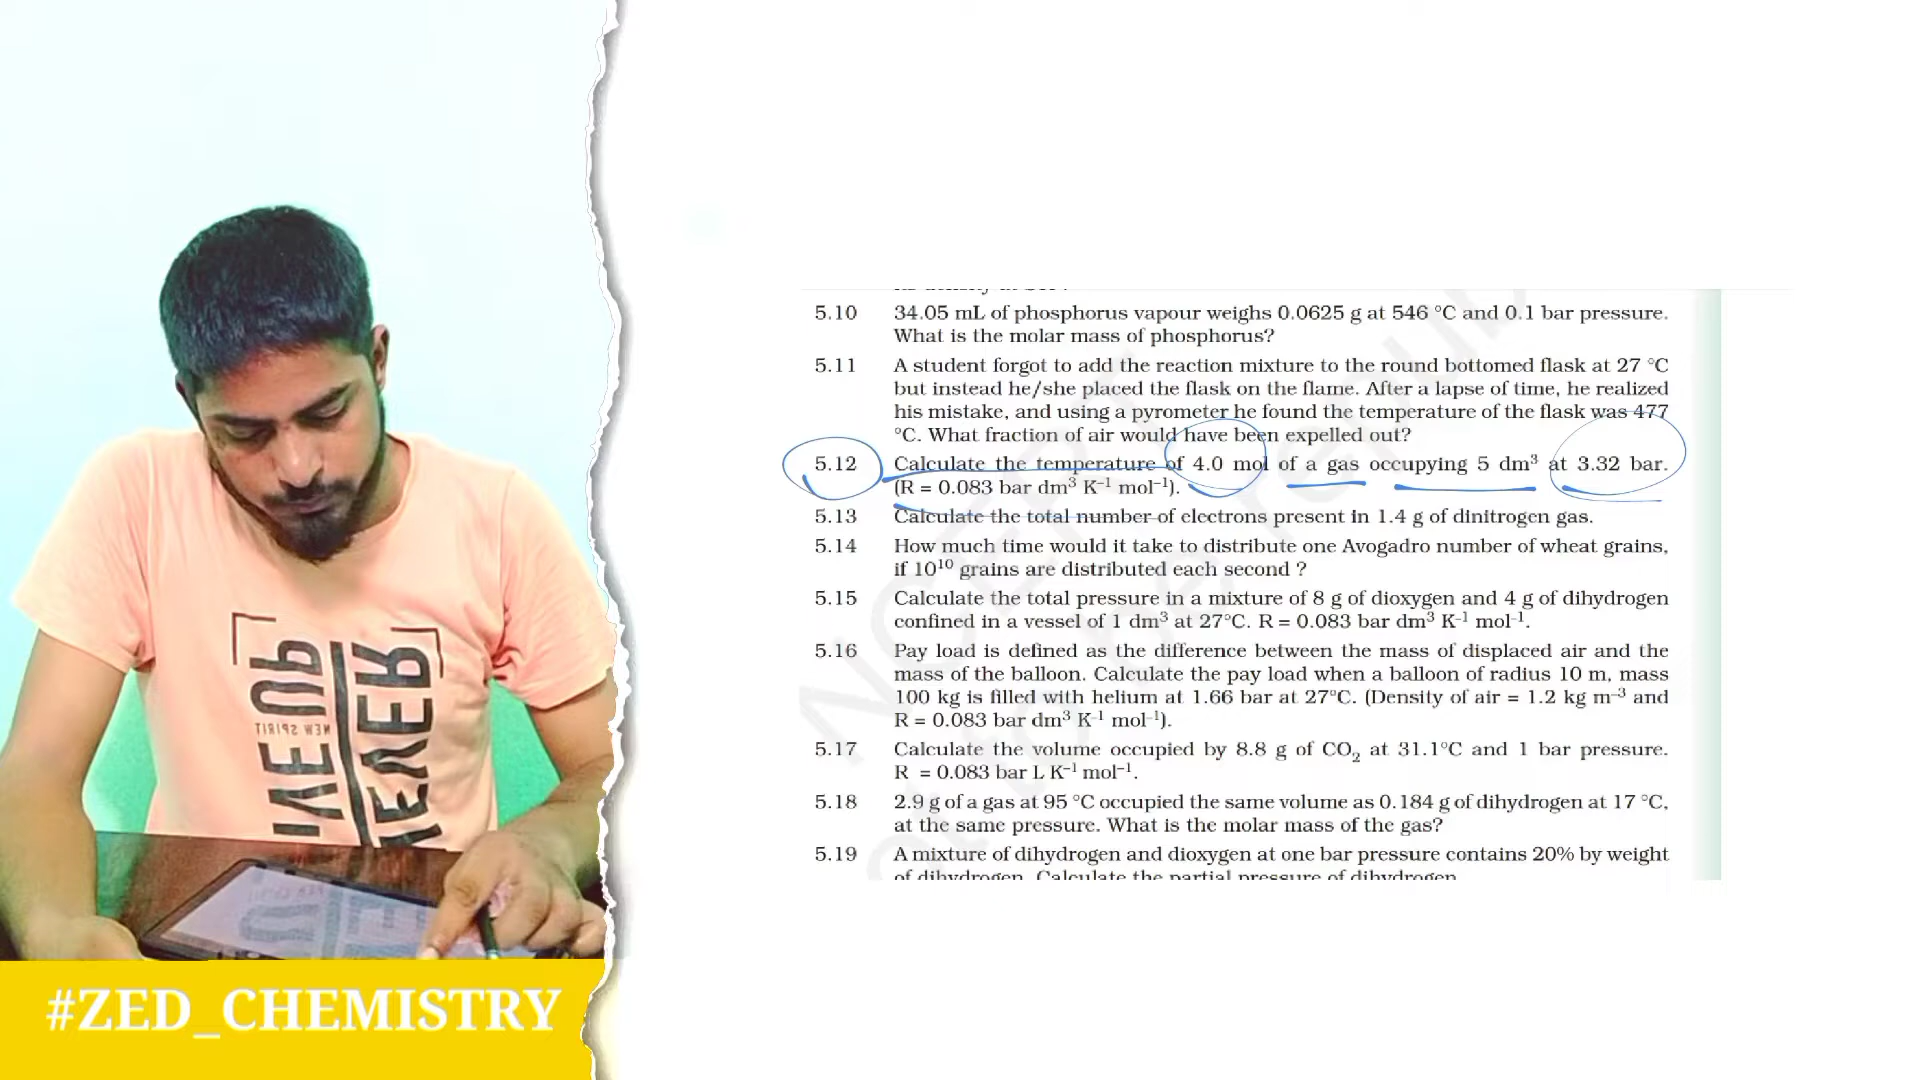 5.10 34.05 mL of phosphorus vapour weighs 0.0625 g at 546 °C and 0.1 bar pressure.
What is the molar mass of phosphorus?
5.11 A student forgot to add the reaction mixture to the round bottomed flask at 27 °C
but instead he/she placed the flask on the flame. After a lapse of time, he realized
his mistake, and using a pyrometer he found the temperature of the flask was 477
°C. What fraction of air would have been expelled out?
5.12 Calculate the temperature of 4.0 mol of a gas occupying 5 dm³ at 3.32 bar.
(R = 0.083 bar dm³ K⁻¹ mol⁻¹).
5.13 Calculate the total number of electrons present in 1.4 g of dinitrogen gas.
5.14 How much time would it take to distribute one Avogadro number of wheat grains,
if 10¹⁰ grains are distributed each second ?
5.15 Calculate the total pressure in a mixture of 8 g of dioxygen and 4 g of dihydrogen
confined in a vessel of 1 dm³ at 27°C. R = 0.083 bar dm³ K⁻¹ mol⁻¹.
5.16 Pay load is defined as the difference between the mass of displaced air and the
mass of the balloon. Calculate the pay load when a balloon of radius 10 m, mass
100 kg is filled with helium at 1.66 bar at 27°C. (Density of air = 1.2 kg m⁻³ and
R = 0.083 bar dm³ K⁻¹ mol⁻¹).
5.17 Calculate the volume occupied by 8.8 g of CO₂ at 31.1°C and 1 bar pressure.
R = 0.083 bar L K⁻¹ mol⁻¹.
5.18 2.9 g of a gas at 95 °C occupied the same volume as 0.184 g of dihydrogen at 17 °C,
at the same pressure. What is the molar mass of the gas?
5.19 A mixture of dihydrogen and dioxygen at one bar pressure contains 20% by weight
of dihydrogen. Calculate the partial pressure of dihydrogen.
UP
NEW SPIRIT
NEVER
#ZED_CHEMISTRY